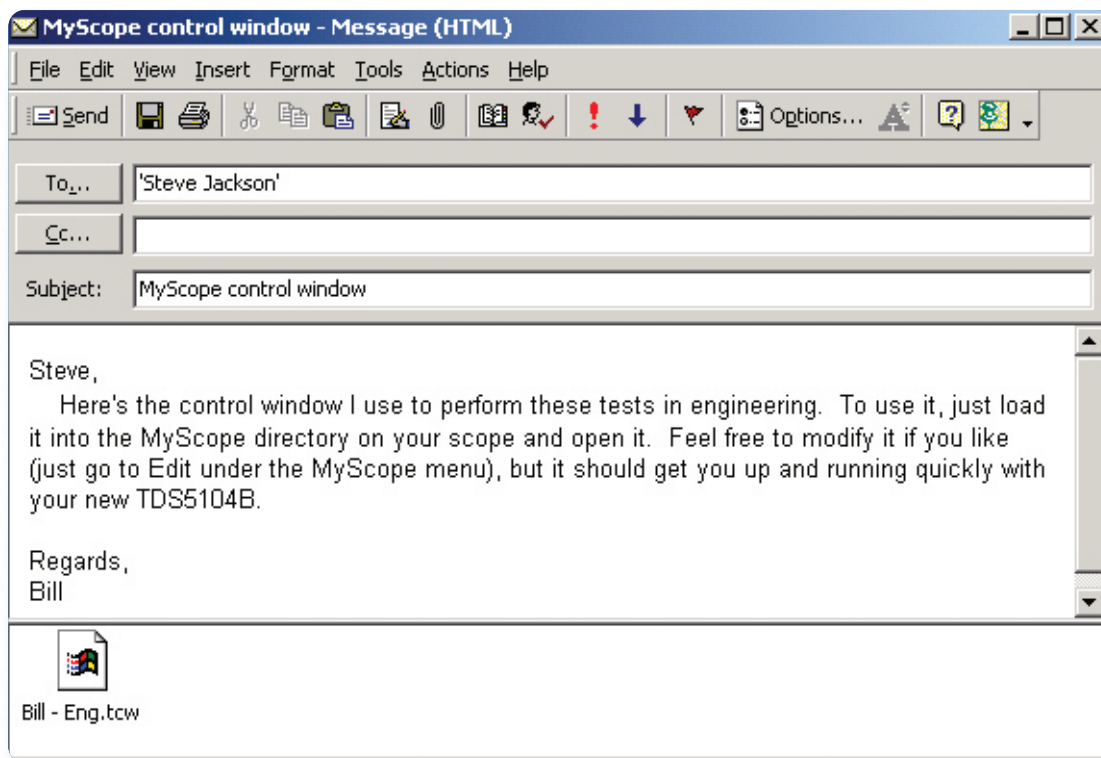 MyScope control window - Message (HTML)
File Edit View Insert Format Tools Actions Help
Send Options...
To... 'Steve Jackson'
Cc...
Subject: MyScope control window
Steve,
Here's the control window I use to perform these tests in engineering. To use it, just load
it into the MyScope directory on your scope and open it. Feel free to modify it if you like
(just go to Edit under the MyScope menu), but it should get you up and running quickly with
your new TDS5104B.
Regards,
Bill
Bill - Eng.tcw